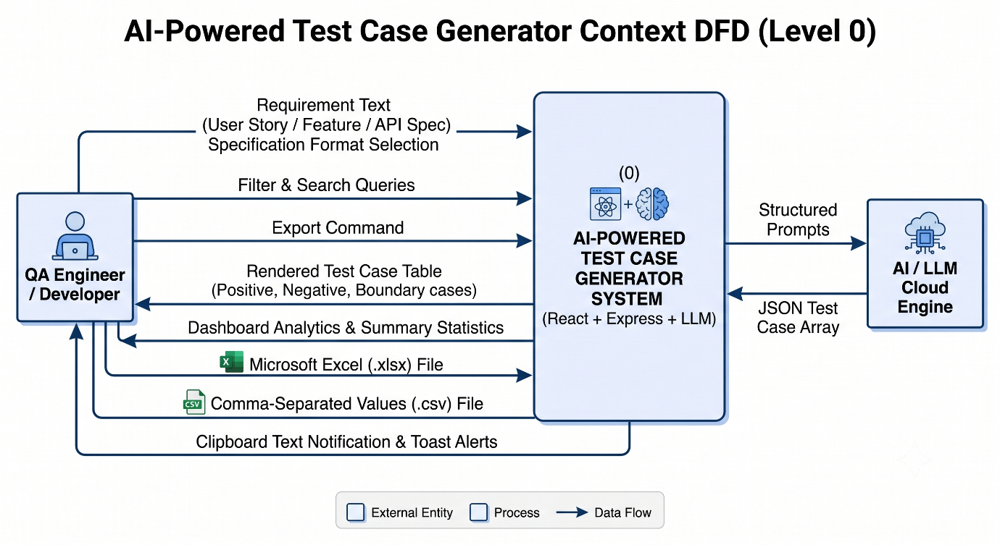 AI-Powered Test Case Generator Context DFD (Level 0)
Requirement Text
(User Story / Feature / API Spec)
Specification Format Selection
Filter & Search Queries
Export Command
Rendered Test Case Table
(Positive, Negative, Boundary cases)
Dashboard Analytics & Summary Statistics
X
Microsoft Excel (.xlsx) File
CSV
Comma-Separated Values (.csv) File
Clipboard Text Notification & Toast Alerts
QA Engineer
/ Developer
(0)
+
AI-POWERED
TEST CASE
GENERATOR
SYSTEM
(React + Express + LLM)
Structured
Prompts
JSON Test
Case Array
AI / LLM
Cloud
Engine
External Entity
Process
Data Flow